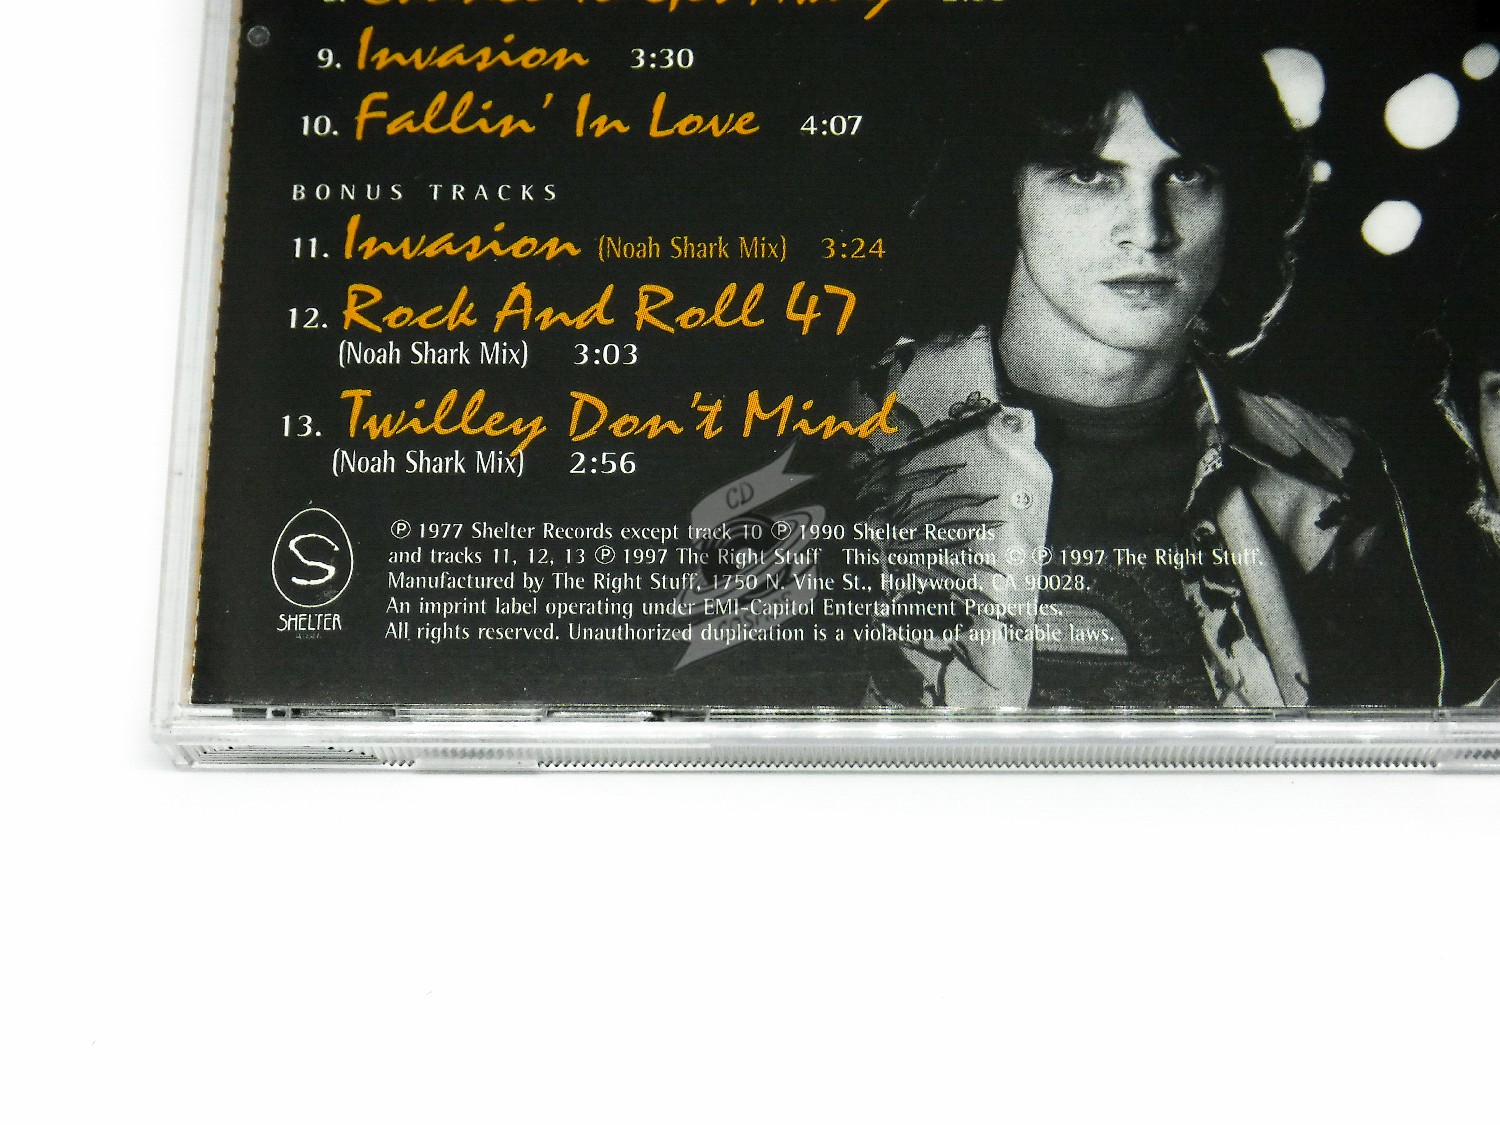 9. Invasion 3:30
10. Fallin' In Love 4:07
BONUS TRACKS
11. Invasion (Noah Shark Mix) 3:24
12. Rock And Roll 47
(Noah Shark Mix) 3:03
13. Twilley Don't Mind
(Noah Shark Mix) 2:56
CD
℗ 1977 Shelter Records except track 10 ℗ 1990 Shelter Records
and tracks 11, 12, 13 ℗ 1997 The Right Stuff This compilation © ℗ 1997 The Right Stuff.
Manufactured by The Right Stuff, 1750 N. Vine St., Hollywood, CA 90028.
An imprint label operating under EMI-Capitol Entertainment Properties.
All rights reserved. Unauthorized duplication is a violation of applicable laws.
S
SHELTER